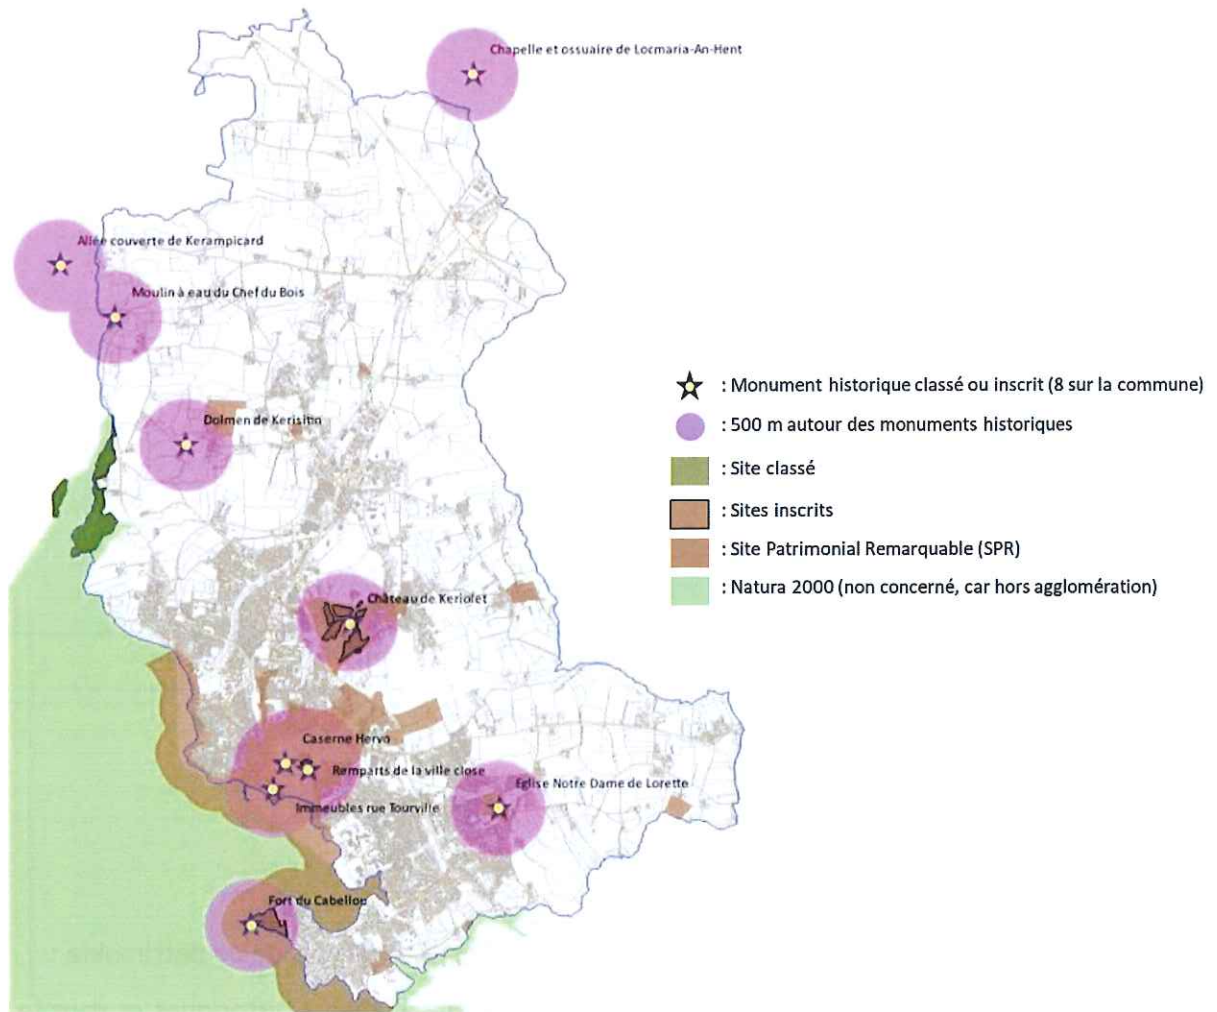 Chapelle et ossuaire de Locmaria-An-Hent
Allée couverte de Kerampicard
Moulin à eau du Chef du Bois
Dolmen de Kerisitin
Château de Keriolet
Caserne Hervo
Remparts de la ville close
Immeubles rue Tourville
Eglise Notre Dame de Lorette
Fort du Cabellou
: Monument historique classé ou inscrit (8 sur la commune)
: 500 m autour des monuments historiques
: Site classé
: Sites inscrits
: Site Patrimonial Remarquable (SPR)
: Natura 2000 (non concerné, car hors agglomération)